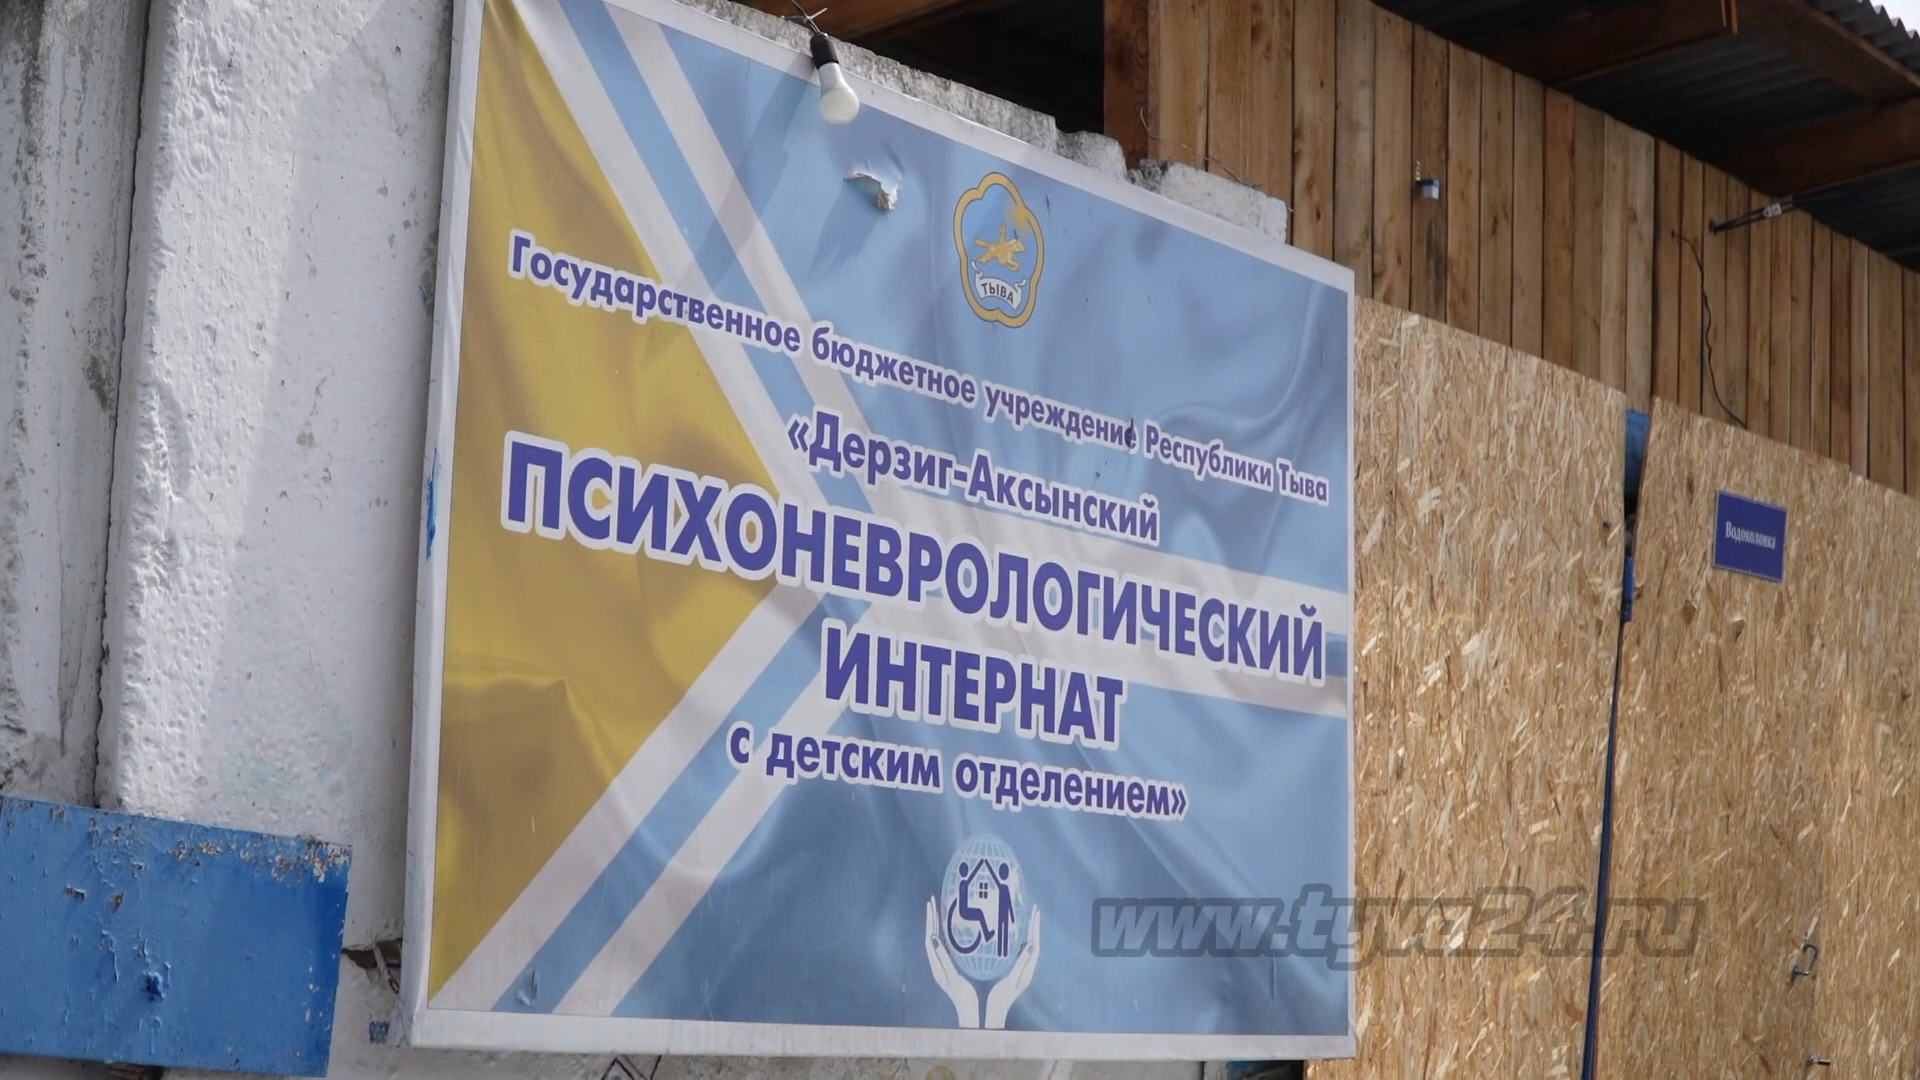 ТЫВА
Государственное бюджетное учреждение Республики Тыва
«Дерзиг-Аксынский
ПСИХОНЕВРОЛОГИЧЕСКИЙ
ИНТЕРНАТ
с детским отделением»
Водоколонка
www.tyva24.ru